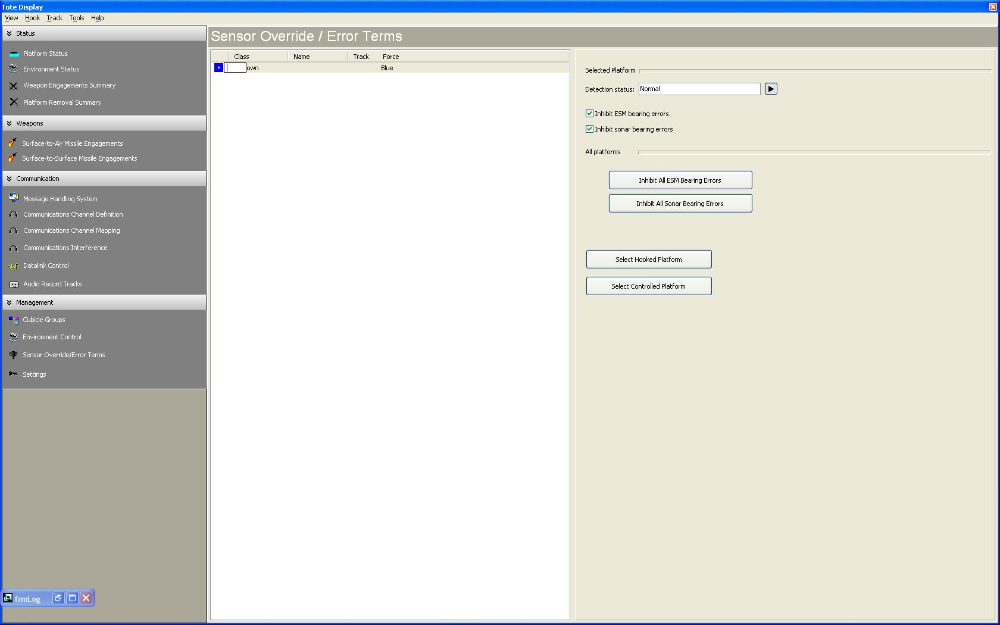 Tote Display
View Hook Track Tools Help
Status
Platform Status
Environment Status
Weapon Engagements Summary
Platform Removal Summary
Weapons
Surface-to-Air Missile Engagements
Surface-to-Surface Missile Engagements
Communication
Message Handling System
Communications Channel Definition
Communications Channel Mapping
Communications Interference
Datalink Control
Audio Record Tracks
Management
Cubicle Groups
Environment Control
Sensor Override/Error Terms
Settings
frmLog
Sensor Override / Error Terms
Class Name Track Force
own Blue
Selected Platform
Detection status: Normal
Inhibit ESM bearing errors
Inhibit sonar bearing errors
All platforms
Inhibit All ESM Bearing Errors
Inhibit All Sonar Bearing Errors
Select Hooked Platform
Select Controlled Platform